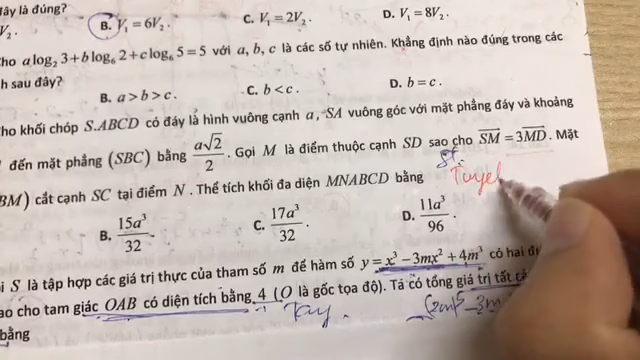 đây là đúng?
V₂. B. V₁ = 6V₂. C. V₁ = 2V₂. D. V₁ = 8V₂.
Cho a log₂ 3 + b log₆ 2 + c log₆ 5 = 5 với a, b, c là các số tự nhiên. Khẳng định nào đúng trong các
h sau đây?
B. a > b > c. C. b < c. D. b = c.
Cho khối chóp S.ABCD có đáy là hình vuông cạnh a, SA vuông góc với mặt phẳng đáy và khoảng
đến mặt phẳng (SBC) bằng a√2/2. Gọi M là điểm thuộc cạnh SD sao cho SM = 3MD. Mặt
BM) cắt cạnh SC tại điểm N. Thể tích khối đa diện MNABCD bằng
B. 15a³/32. C. 17a³/32. D. 11a³/96.
i S là tập hợp các giá trị thực của tham số m để hàm số y = x³ − 3mx² + 4m³ có hai đi
ao cho tam giác OAB có diện tích bằng 4 (O là gốc tọa độ). Ta có tổng giá trị tất cả
bằng